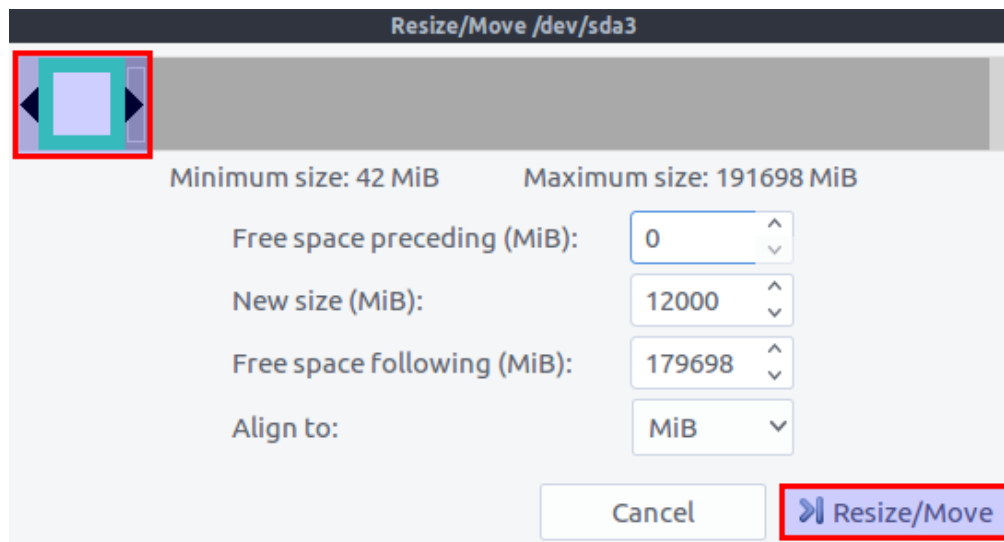 Resize/Move /dev/sda3
Minimum size: 42 MiB Maximum size: 191698 MiB
Free space preceding (MiB): 0
New size (MiB): 12000
Free space following (MiB): 179698
Align to: MiB
Cancel Resize/Move